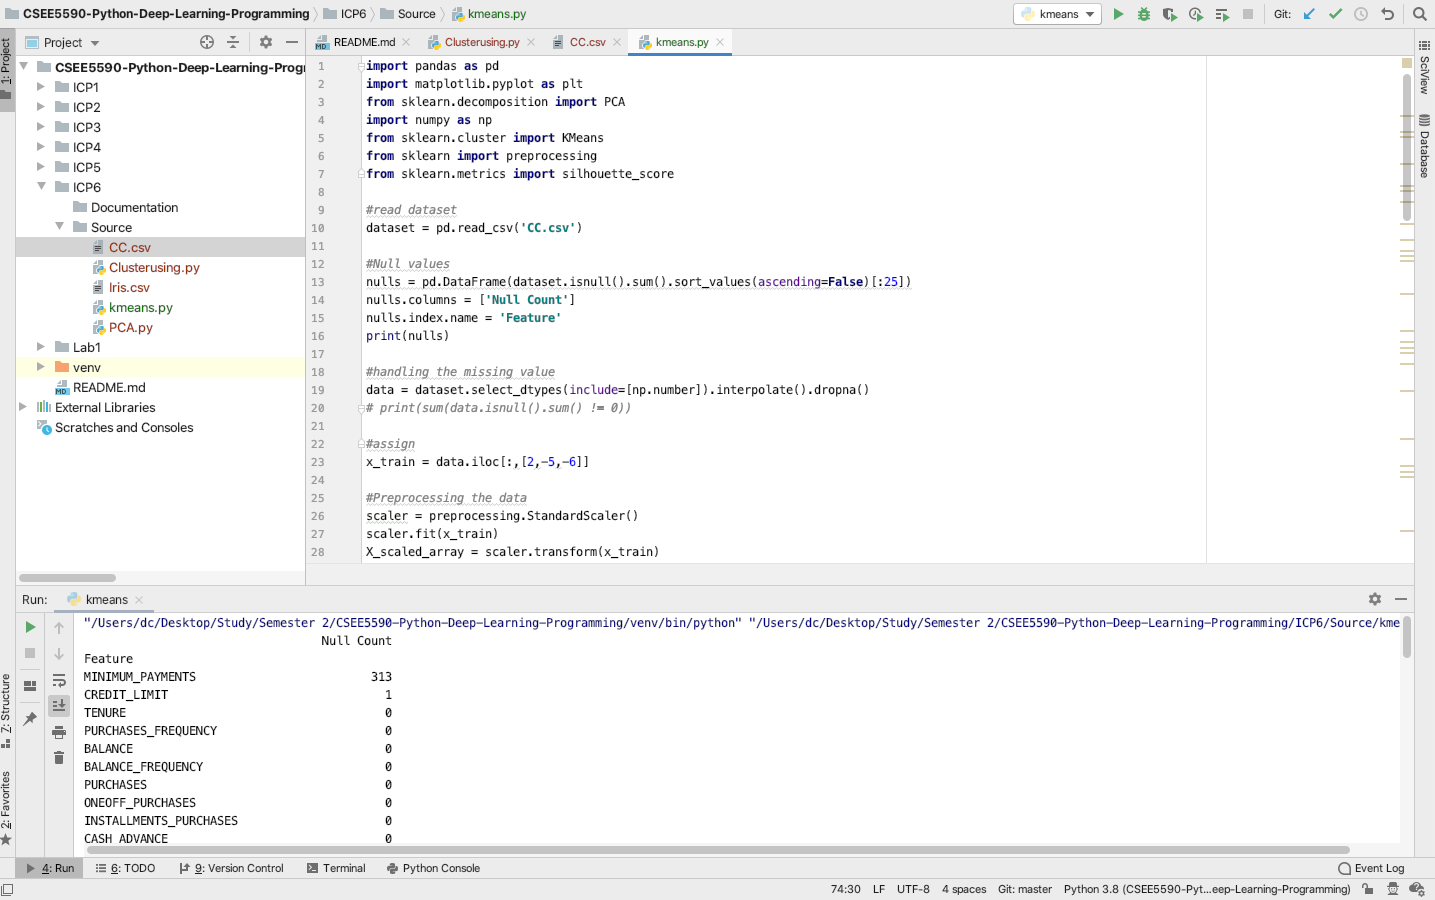 CSEE5590-Python-Deep-Learning-Programming ICP6 Source kmeans.py kmeans Git:
1: Project
Project
README.md Clusterusing.py CC.csv kmeans.py
CSEE5590-Python-Deep-Learning-Progr
ICP1
ICP2
ICP3
ICP4
ICP5
ICP6
Documentation
Source
CC.csv
Clusterusing.py
Iris.csv
kmeans.py
PCA.py
Lab1
venv
README.md
External Libraries
Scratches and Consoles
1 import pandas as pd
2 import matplotlib.pyplot as plt
3 from sklearn.decomposition import PCA
4 import numpy as np
5 from sklearn.cluster import KMeans
6 from sklearn import preprocessing
7 from sklearn.metrics import silhouette_score
8
9 #read dataset
10 dataset = pd.read_csv('CC.csv')
11
12 #Null values
13 nulls = pd.DataFrame(dataset.isnull().sum().sort_values(ascending=False)[:25])
14 nulls.columns = ['Null Count']
15 nulls.index.name = 'Feature'
16 print(nulls)
17
18 #handling the missing value
19 data = dataset.select_dtypes(include=[np.number]).interpolate().dropna()
20 # print(sum(data.isnull().sum() != 0))
21
22 #assign
23 x_train = data.iloc[:,[2,-5,-6]]
24
25 #Preprocessing the data
26 scaler = preprocessing.StandardScaler()
27 scaler.fit(x_train)
28 X_scaled_array = scaler.transform(x_train)
SciView
Database
Run: kmeans
"/Users/dc/Desktop/Study/Semester 2/CSEE5590-Python-Deep-Learning-Programming/venv/bin/python" "/Users/dc/Desktop/Study/Semester 2/CSEE5590-Python-Deep-Learning-Programming/ICP6/Source/kme
Null Count
Feature
MINIMUM_PAYMENTS 313
CREDIT_LIMIT 1
TENURE 0
PURCHASES_FREQUENCY 0
BALANCE 0
BALANCE_FREQUENCY 0
PURCHASES 0
ONEOFF_PURCHASES 0
INSTALLMENTS_PURCHASES 0
CASH_ADVANCE 0
Z: Structure
2: Favorites
4: Run 6: TODO 9: Version Control Terminal Python Console Event Log
74:30 LF UTF-8 4 spaces Git: master Python 3.8 (CSEE5590-Pyt...eep-Learning-Programming)